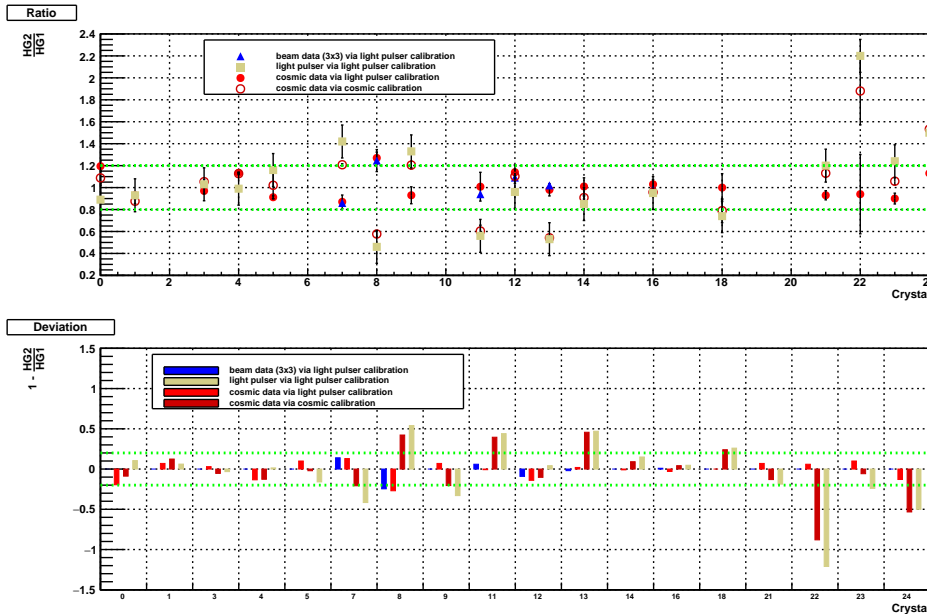 Ratio
HG2
HG1
2.4
2.2
2
1.8
1.6
1.4
1.2
1
0.8
0.6
0.4
0.2
beam data (3x3) via light pulser calibration
light pulser via light pulser calibration
cosmic data via light pulser calibration
cosmic data via cosmic calibration
0 2 4 6 8 10 12 14 16 18 20 22 2
Crysta
Deviation
1 - HG2
HG1
1.5
1
0.5
0
−0.5
−1
−1.5
beam data (3x3) via light pulser calibration
light pulser via light pulser calibration
cosmic data via light pulser calibration
cosmic data via cosmic calibration
0 1 3 4 5 7 8 9 11 12 13 14 16 18 21 22 23 24
Crysta